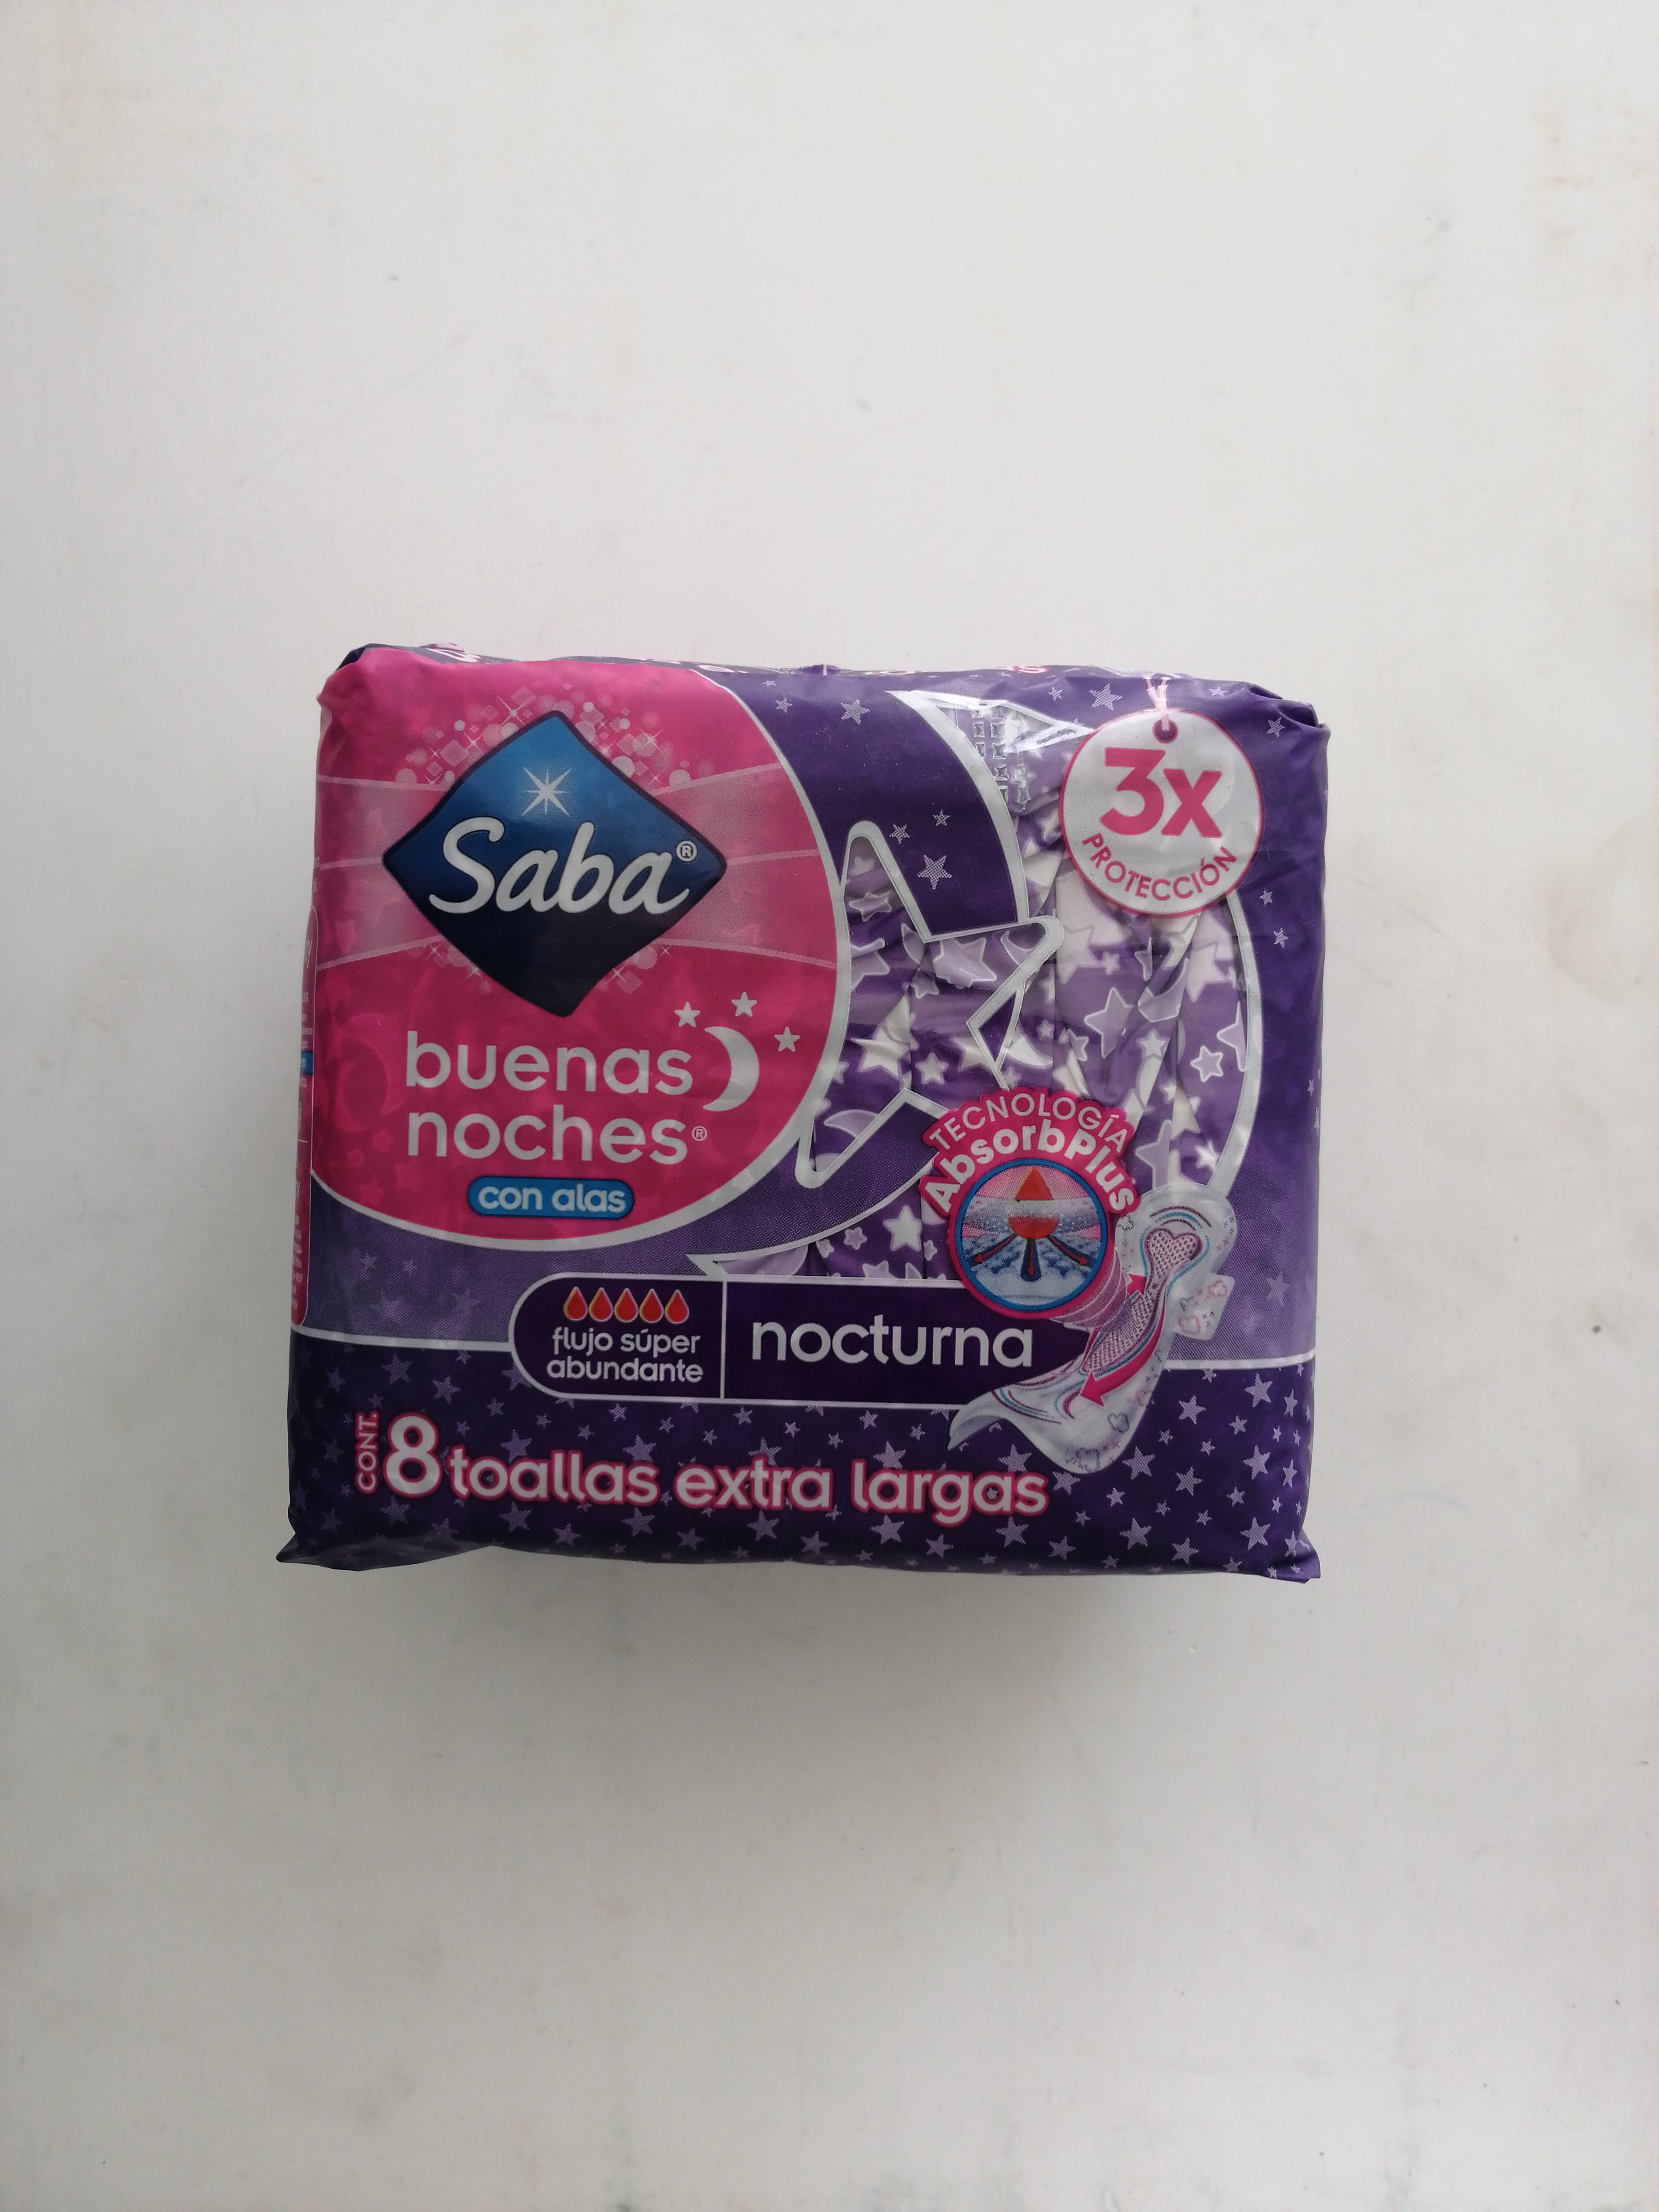 Saba®
buenas
noches®
con alas
3x
PROTECCIÓN
TECNOLOGÍA
AbsorbPlus
flujo súper
abundante
nocturna
CONT.
8 toallas extra largas